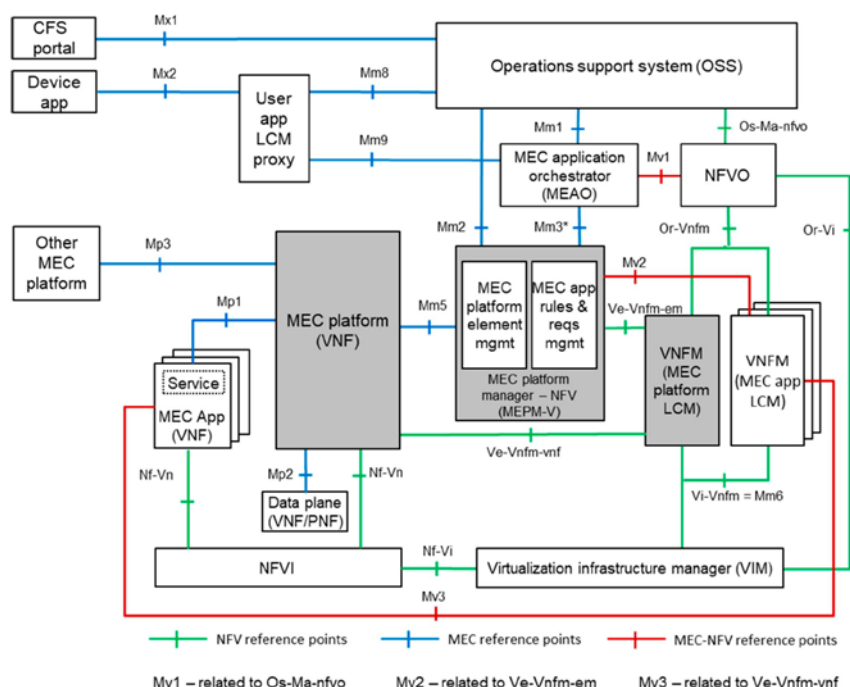 CFS
portal
Mx1
Operations support system (OSS)
Device
app
Mx2
Mm8
User
app
LCM
proxy
Mm9
Mm1
Os-Ma-nfvo
MEC application
orchestrator
(MEAO)
Mv1
NFVO
Other
MEC
platform
Mp3
Mm2
Mm3*
Or-Vnfm
Or-Vi
Mp1
MEC platform
(VNF)
Mm5
MEC
platform
element
mgmt
MEC app
rules &
reqs
mgmt
MEC platform
manager – NFV
(MEPM-V)
Mv2
Ve-Vnfm-em
VNFM
(MEC
platform
LCM)
VNFM
(MEC app
LCM)
Service
MEC App
(VNF)
Ve-Vnfm-vnf
Nf-Vn
Mp2
Nf-Vn
Data plane
(VNF/PNF)
Vi-Vnfm = Mm6
NFVI
Nf-Vi
Virtualization infrastructure manager (VIM)
Mv3
NFV reference points
MEC reference points
MEC-NFV reference points
Mv1 – related to Os-Ma-nfvo
Mv2 – related to Ve-Vnfm-em
Mv3 – related to Ve-Vnfm-vnf